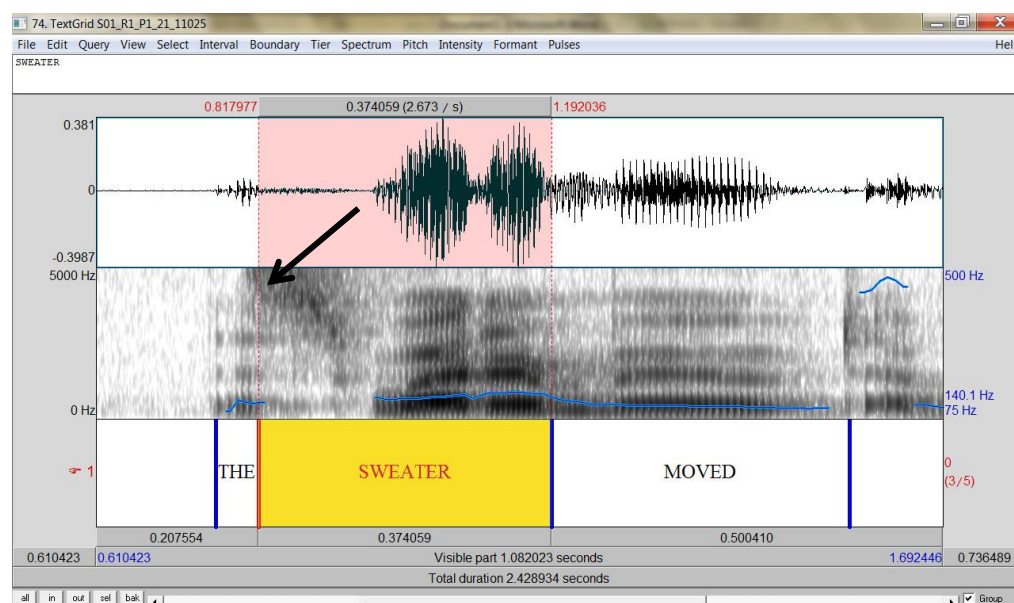 74. TextGrid S01_R1_P1_21_11025
File Edit Query View Select Interval Boundary Tier Spectrum Pitch Intensity Formant Pulses Hel
SWEATER
0.817977 0.374059 (2.673 / s) 1.192036
0.381
0
-0.3987
5000 Hz 500 Hz
140.1 Hz
0 Hz 75 Hz
1 THE SWEATER MOVED 0
(3/5)
0.207554 0.374059 0.500410
0.610423 0.610423 Visible part 1.082023 seconds 1.692446 0.736489
Total duration 2.428934 seconds
all in out sel bak Group